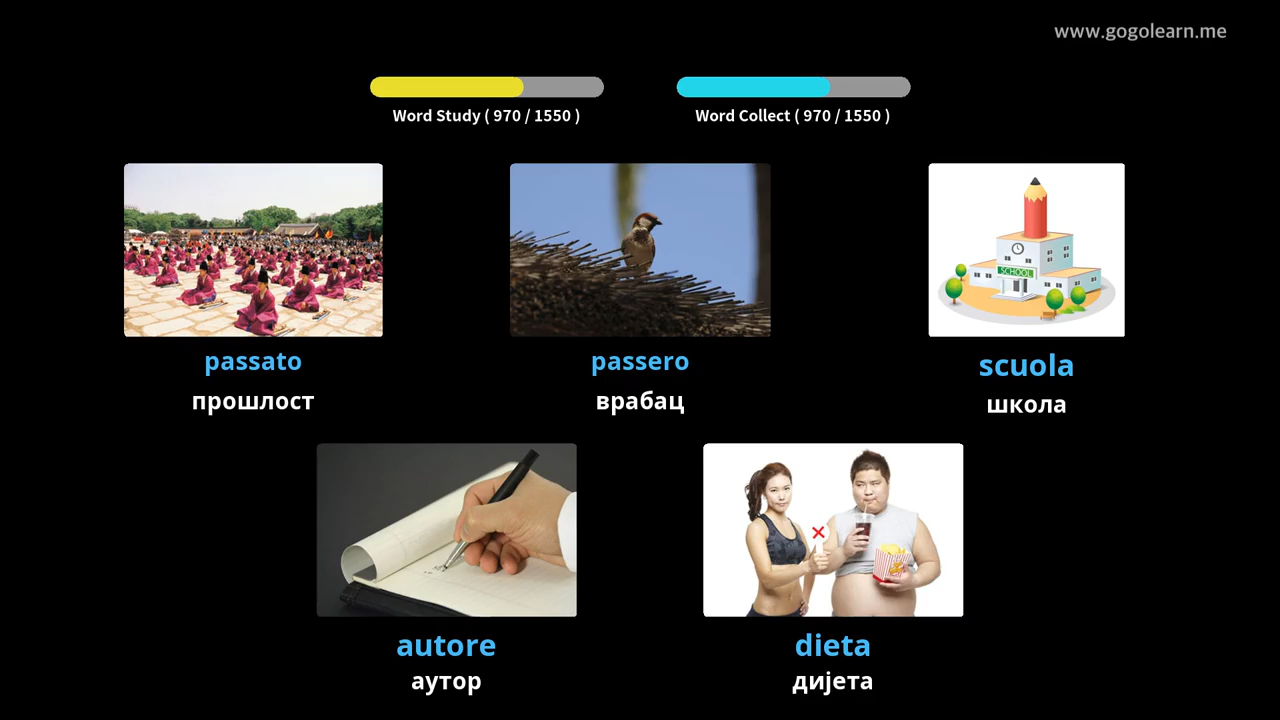 www.gogolearn.me
Word Study ( 970 / 1550 )
Word Collect ( 970 / 1550 )
passato
прошлост
passero
врабац
SCHOOL
scuola
школа
autore
аутор
dieta
дијета